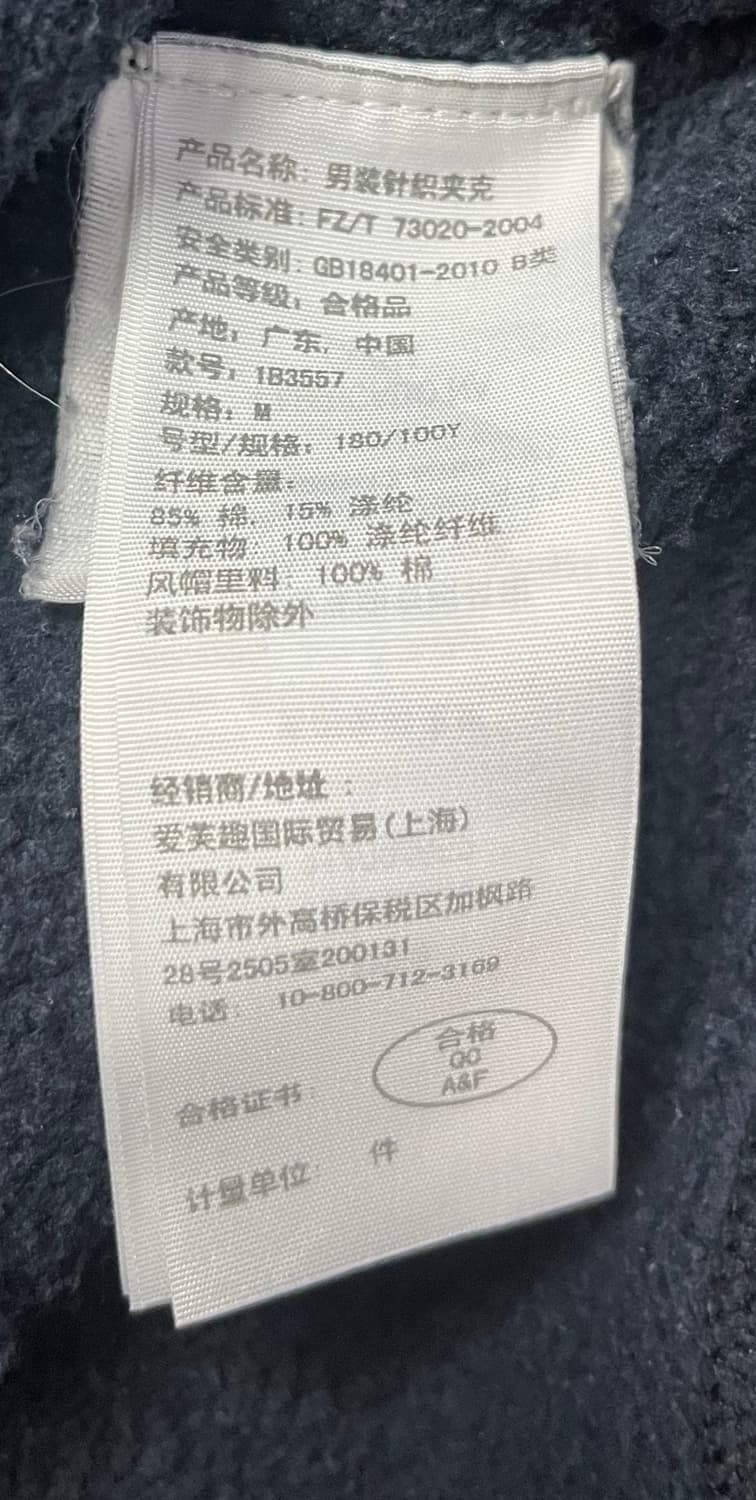 产品名称: 男装针织夹克
产品标准: FZ/T 73020-2004
安全类别: GB18401-2010 B类
产品等级: 合格品
产地: 广东, 中国
款号: 1B3557
规格: M
号型/规格: 180/100Y
纤维含量:
85% 棉, 15% 涤纶
填充物: 100% 涤纶纤维
风帽里料: 100% 棉
装饰物除外
经销商/地址 :
爱芙趣国际贸易(上海)
有限公司
上海市外高桥保税区加枫路
28号2505室200131
电话: 10-800-712-3169
合格
QC
A&F
合格证书:
计量单位: 件